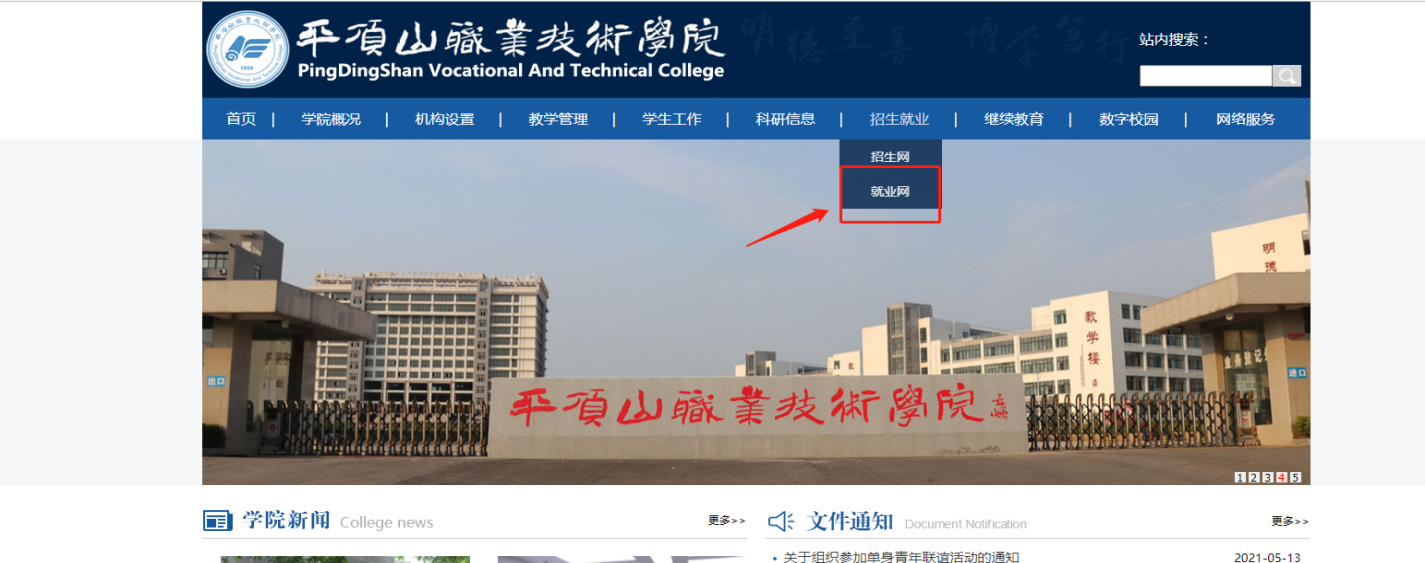 平頂山職業技術學院
PingDingShan Vocational And Technical College
明德 至善 博学 笃行
站内搜索：
首页 | 学院概况 | 机构设置 | 教学管理 | 学生工作 | 科研信息 | 招生就业 | 继续教育 | 数字校园 | 网络服务
招生网
就业网
明德
教学楼
出口
进口
平頂山職業技術學院
1 2 3 4 5
学院新闻 College news 更多>>
文件通知 Document Notification 更多>>
• 关于组织参加单身青年联谊活动的通知 2021-05-13